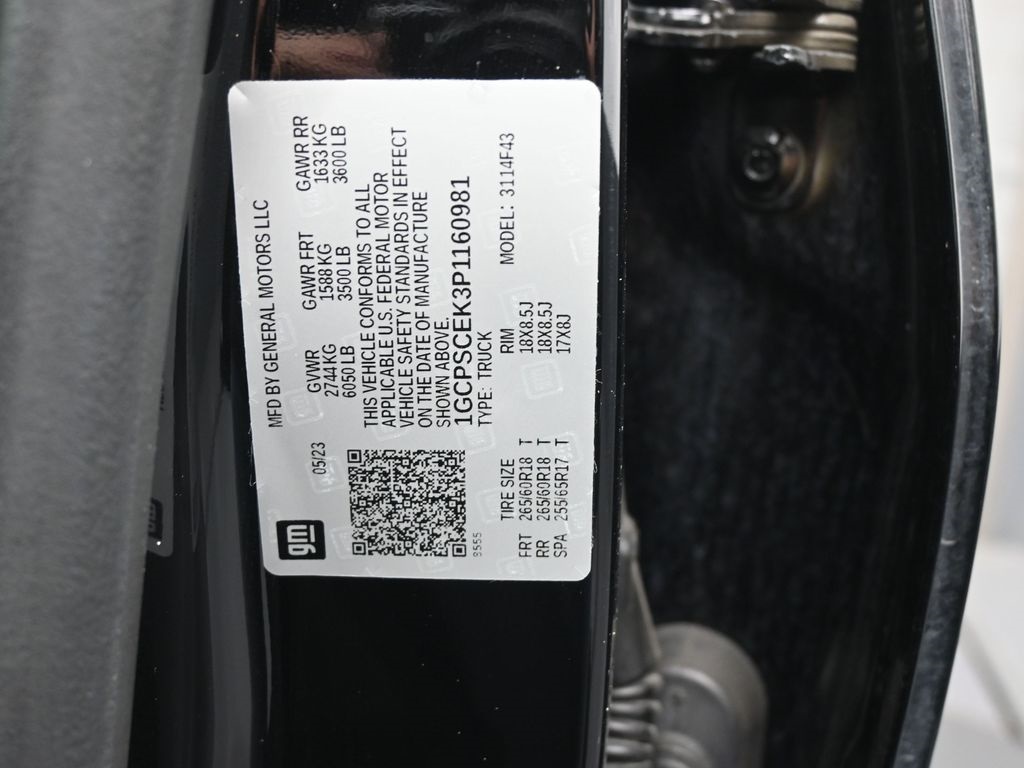 gm
MFD BY GENERAL MOTORS LLC
05/23
GVWR GAWR FRT GAWR RR
2744 KG 1588 KG 1633 KG
6050 LB 3500 LB 3600 LB
THIS VEHICLE CONFORMS TO ALL
APPLICABLE U.S. FEDERAL MOTOR
VEHICLE SAFETY STANDARDS IN EFFECT
ON THE DATE OF MANUFACTURE
SHOWN ABOVE.
1GCPSCEK3P1160981
TYPE: TRUCK
MODEL: 3114F43
TIRE SIZE RIM
FRT 265/60R18 T 18X8.5J
RR 265/60R18 T 18X8.5J
SPA 255/65R17 T 17X8J